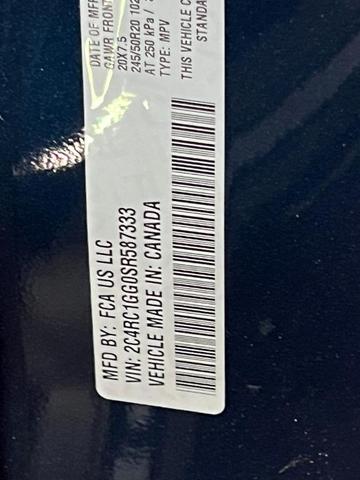 MFD BY: FCA US LLC
DATE OF MFR
GAWR FRONT
20X7.5
245/50R20 102
AT 250 kPa /
TYPE: MPV
THIS VEHICLE
STANDA
VIN: 2C4RC1GG0SR587333
VEHICLE MADE IN: CANADA